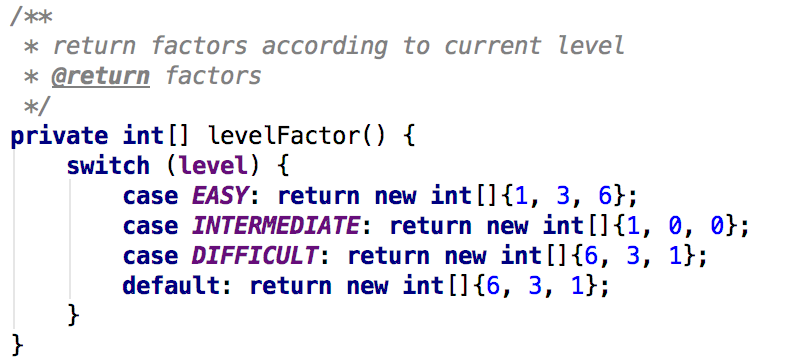 /**
 * return factors according to current level
 * @return factors
 */
private int[] levelFactor() {
    switch (level) {
        case EASY: return new int[]{1, 3, 6};
        case INTERMEDIATE: return new int[]{1, 0, 0};
        case DIFFICULT: return new int[]{6, 3, 1};
        default: return new int[]{6, 3, 1};
    }
}